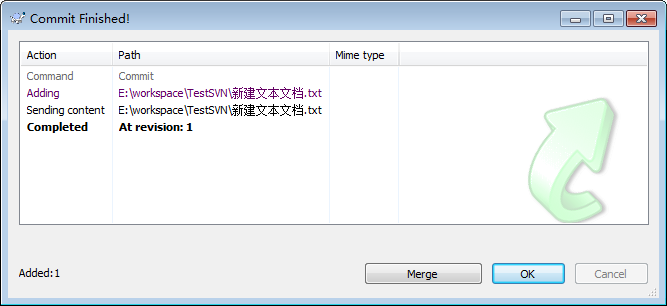 Commit Finished!
Action Path Mime type
Command Commit
Adding E:\workspace\TestSVN\新建文本文档.txt
Sending content E:\workspace\TestSVN\新建文本文档.txt
Completed At revision: 1
Added:1 Merge OK Cancel